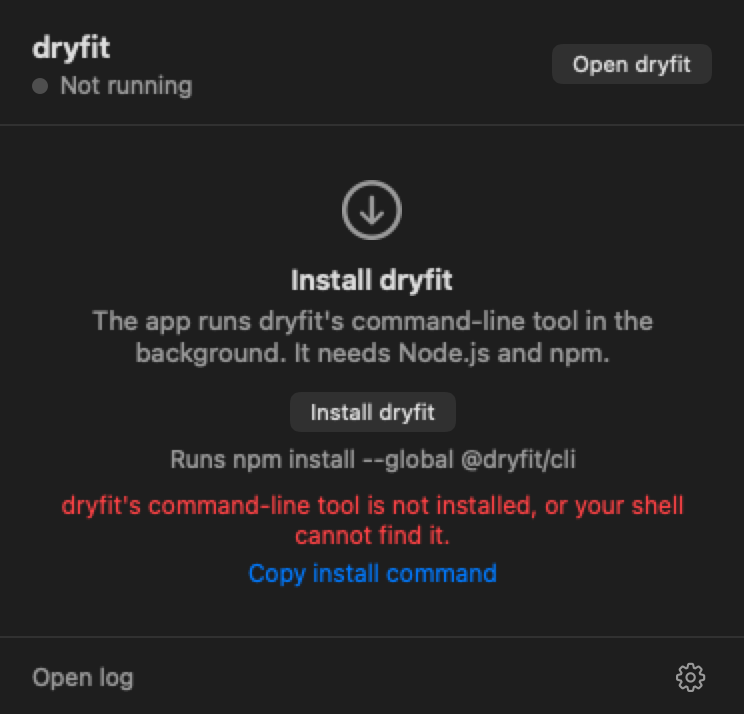 dryfit
Not running
Open dryfit
Install dryfit
The app runs dryfit's command-line tool in the
background. It needs Node.js and npm.
Install dryfit
Runs npm install --global @dryfit/cli
dryfit's command-line tool is not installed, or your shell
cannot find it.
Copy install command
Open log